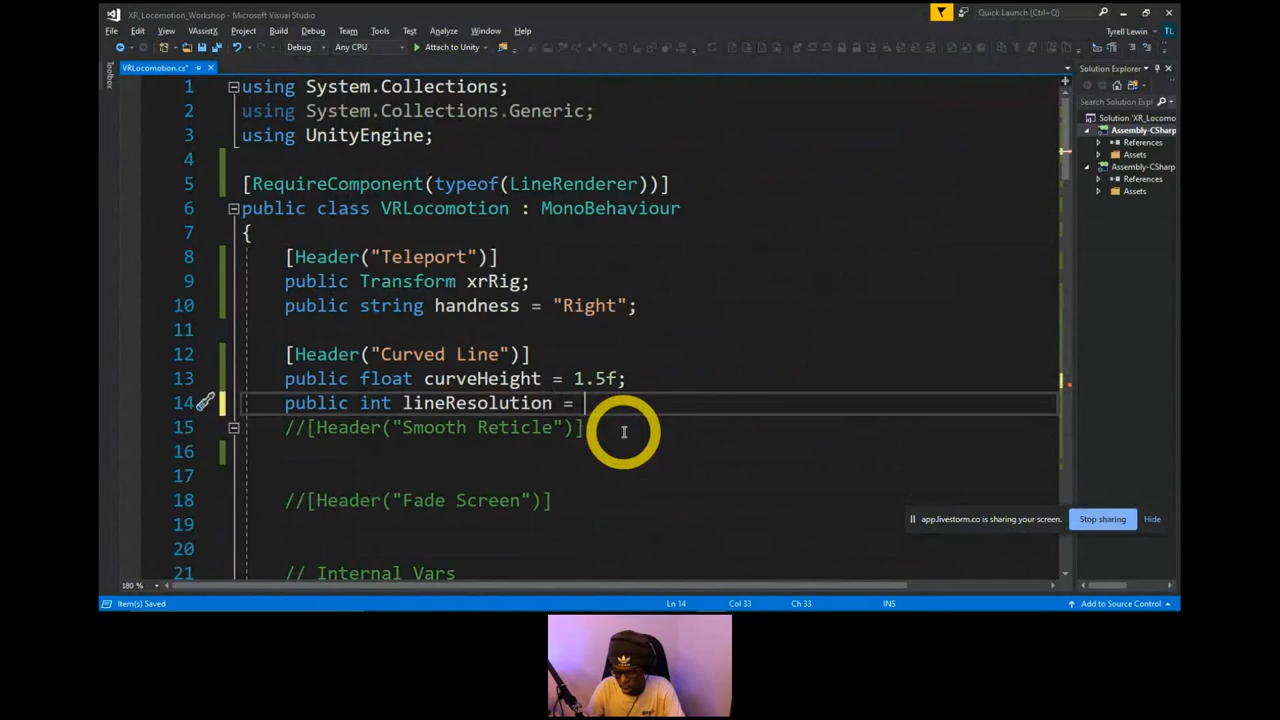 XR_Locomotion_Workshop - Microsoft Visual Studio
Quick Launch (Ctrl+Q)
File Edit View VAssistX Project Build Debug Team Tools Test Analyze Window Help
Tyrell Lewin TL
Debug Any CPU Attach to Unity
Toolbox
VRLocomotion.cs*
Solution Explorer
Search Solution Expl
Solution 'XR_Locomo
Assembly-CSharp
References
Assets
Assembly-CSharp
References
Assets
1 using System.Collections;
2 using System.Collections.Generic;
3 using UnityEngine;
4
5 [RequireComponent(typeof(LineRenderer))]
6 public class VRLocomotion : MonoBehaviour
7 {
8 [Header("Teleport")]
9 public Transform xrRig;
10 public string handness = "Right";
11
12 [Header("Curved Line")]
13 public float curveHeight = 1.5f;
14 public int lineResolution =
15 //[Header("Smooth Reticle")]
16
17
18 //[Header("Fade Screen")]
19
20
21 // Internal Vars
app.livestorm.co is sharing your screen. Stop sharing Hide
180 %
Item(s) Saved Ln 14 Col 33 Ch 33 INS Add to Source Control